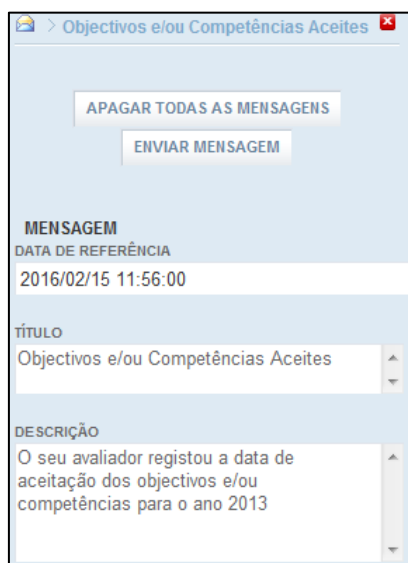 > Objectivos e/ou Competências Aceites
APAGAR TODAS AS MENSAGENS
ENVIAR MENSAGEM
MENSAGEM
DATA DE REFERÊNCIA
2016/02/15 11:56:00
TÍTULO
Objectivos e/ou Competências Aceites
DESCRIÇÃO
O seu avaliador registou a data de
aceitação dos objectivos e/ou
competências para o ano 2013